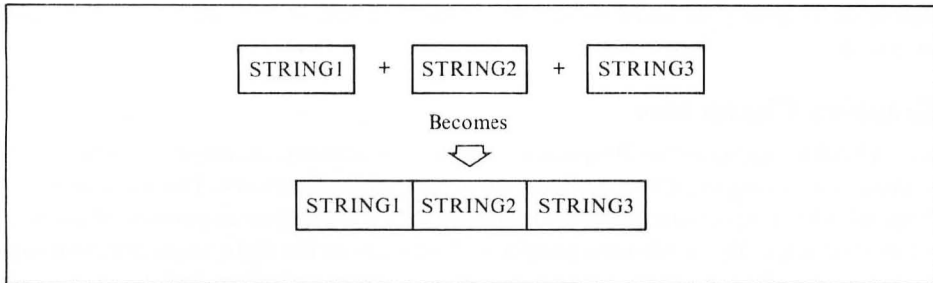 STRING1 + STRING2 + STRING3
Becomes
STRING1 STRING2 STRING3